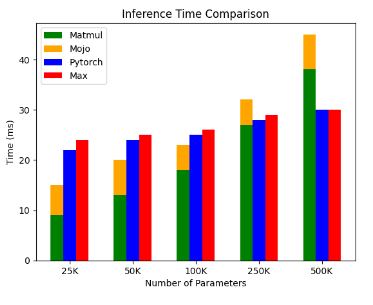 Inference Time Comparison
Matmul
Mojo
Pytorch
Max
Time (ms)
40
30
20
10
0
25K 50K 100K 250K 500K
Number of Parameters